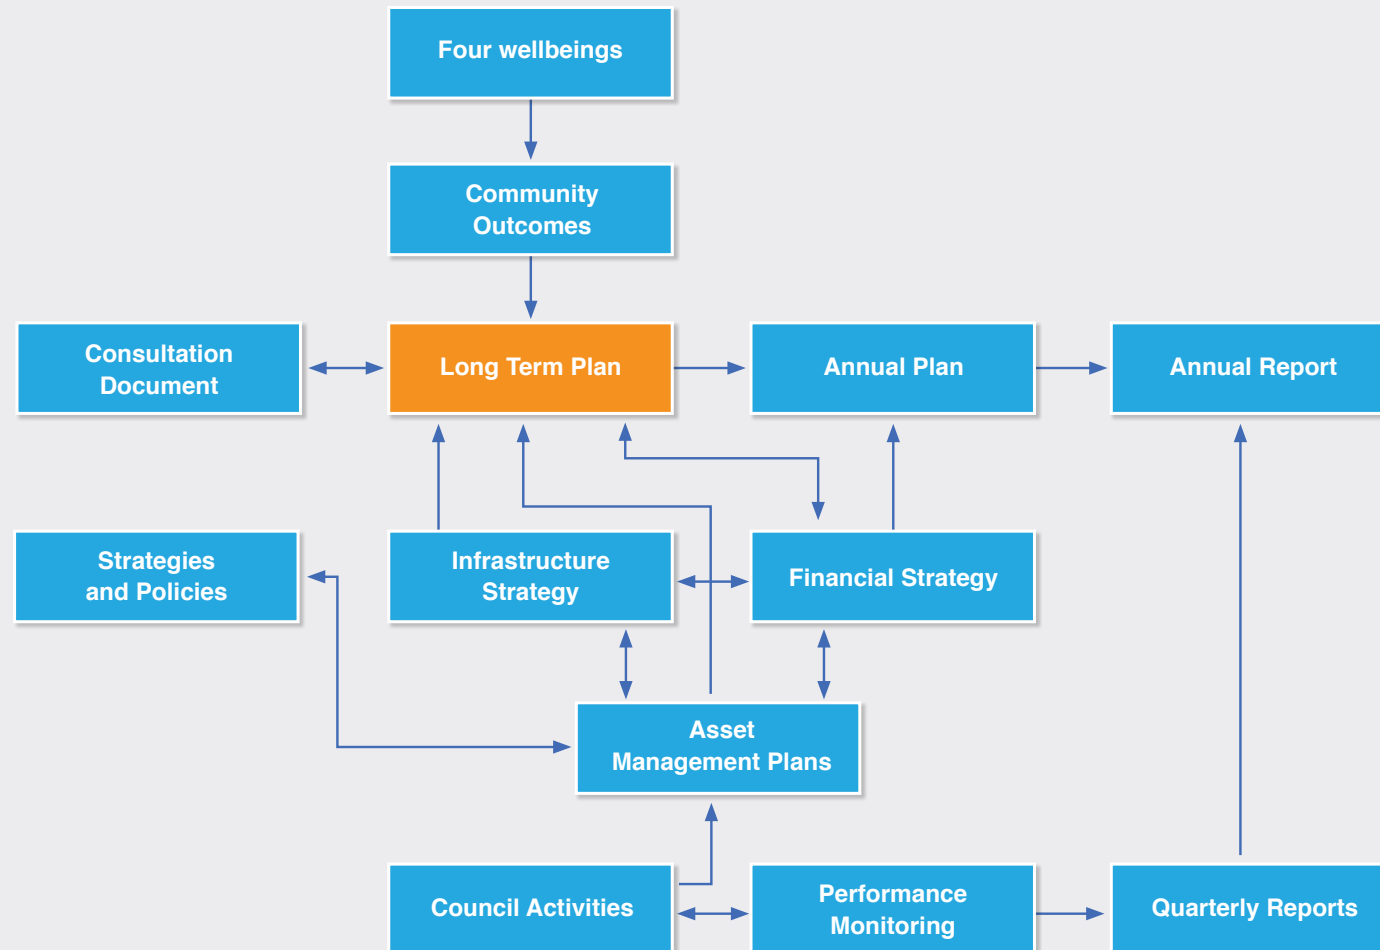 Four wellbeings
Community
Outcomes
Consultation
Document
Long Term Plan
Annual Plan
Annual Report
Strategies
and Policies
Infrastructure
Strategy
Financial Strategy
Asset
Management Plans
Council Activities
Performance
Monitoring
Quarterly Reports